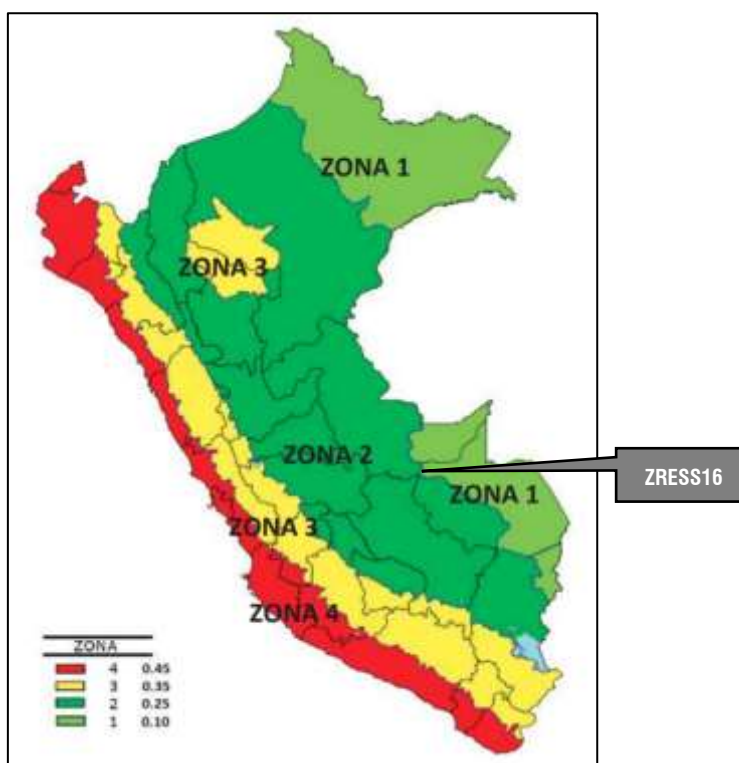 ZONA 1
ZONA 3
ZONA 2
ZONA 1
ZRESS16
ZONA 3
ZONA 4
ZONA
4 0.45
3 0.35
2 0.25
1 0.10